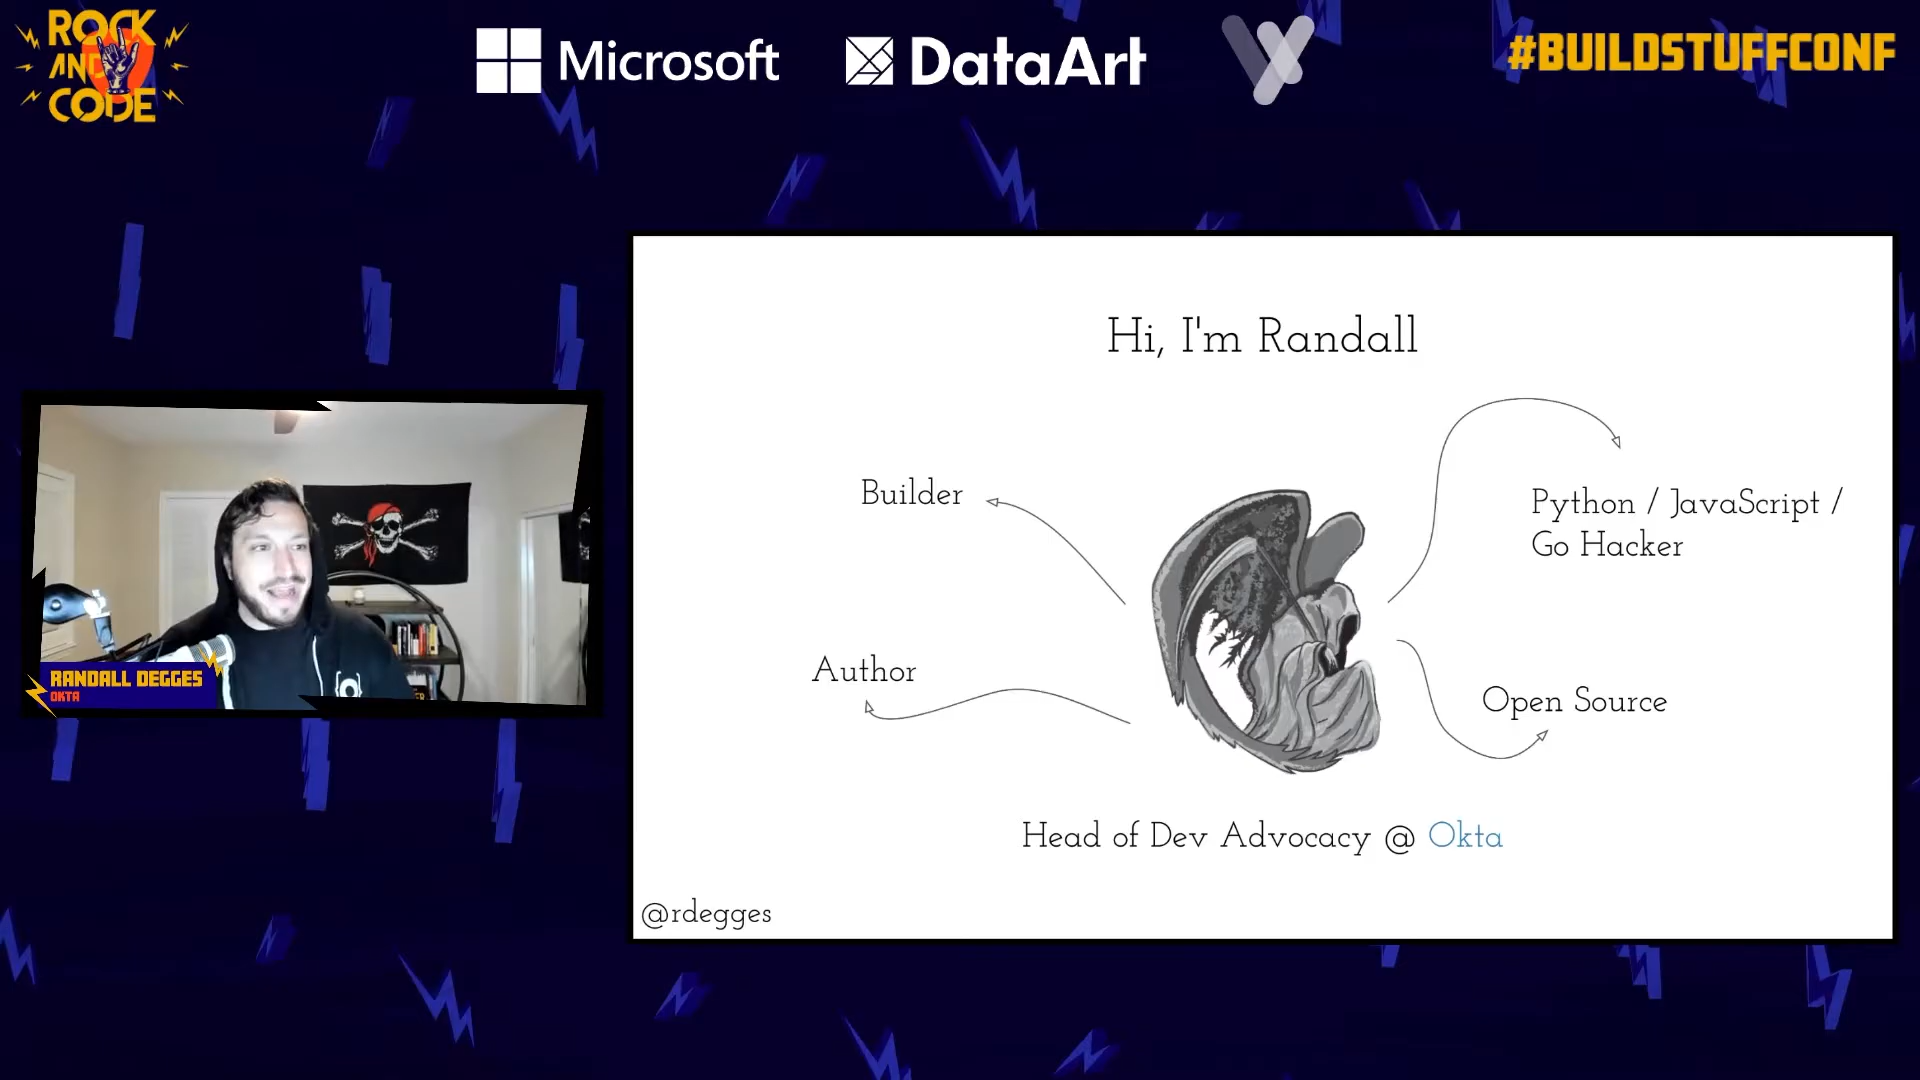 ROCK
AND
CODE
Microsoft
DataArt
#BUILDSTUFFCONF
Hi, I'm Randall
Builder
Python / JavaScript /
Go Hacker
Author
Open Source
Head of Dev Advocacy @ Okta
@rdegges
RANDALL DEGGES
OKTA